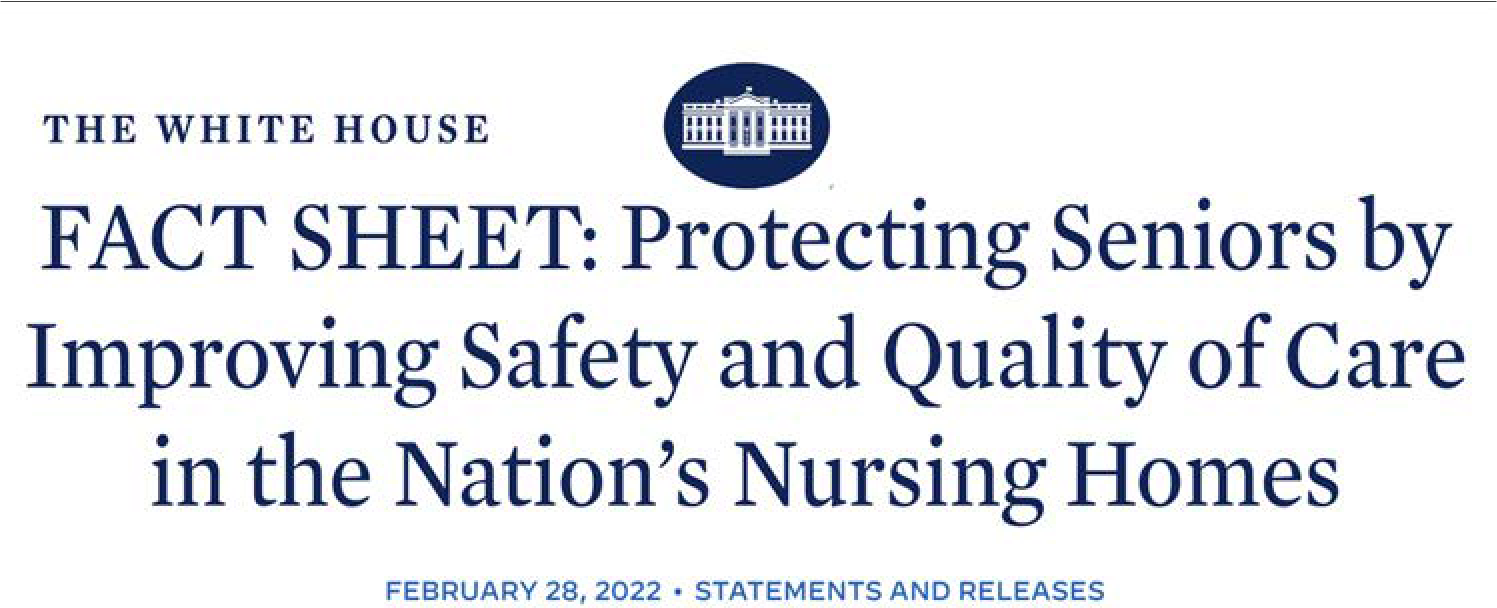 THE WHITE HOUSE
FACT SHEET: Protecting Seniors by
Improving Safety and Quality of Care
in the Nation’s Nursing Homes
FEBRUARY 28, 2022 • STATEMENTS AND RELEASES